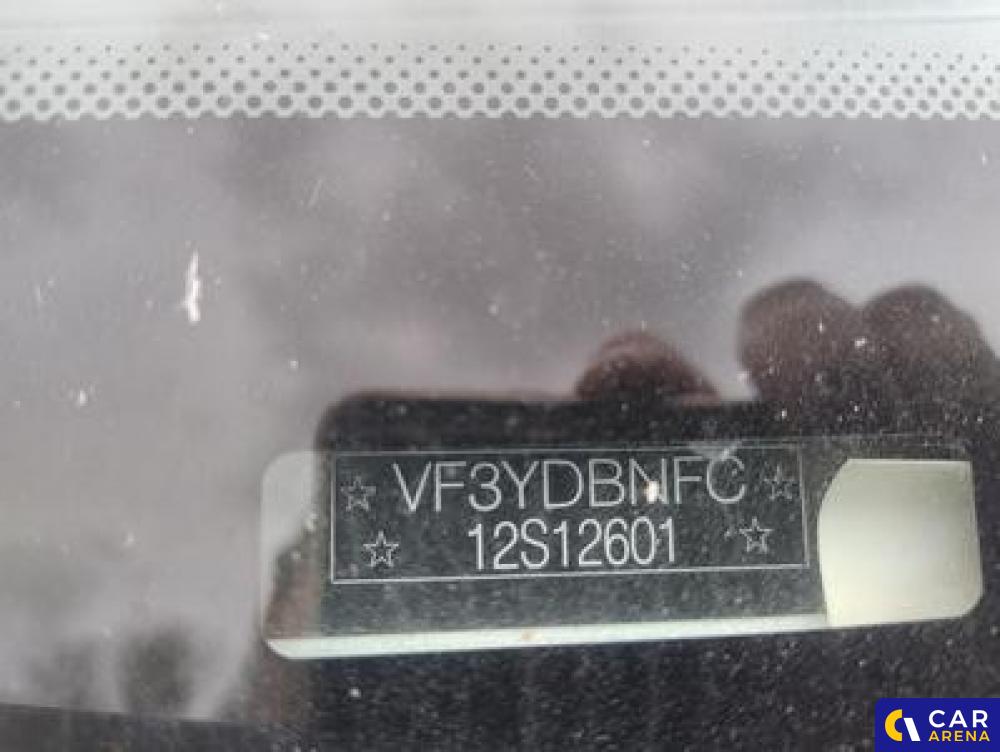 ☆ VF3YDBNFC ☆
☆ 12S12601 ☆
CAR
ARENA